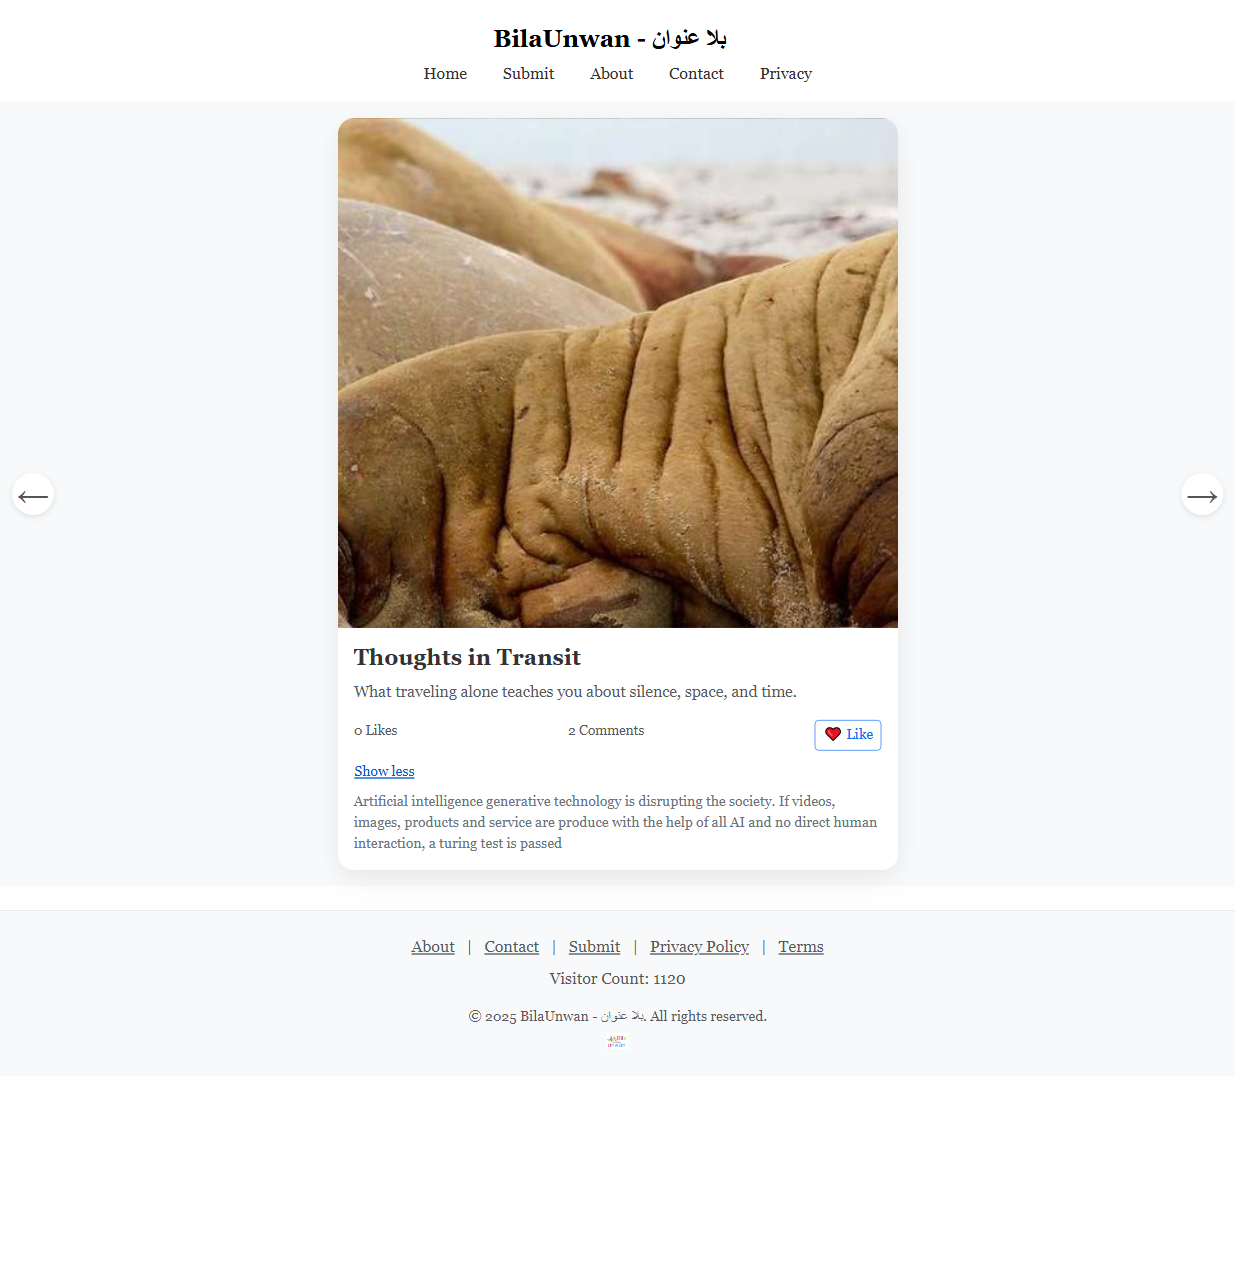 BilaUnwan - بلا عنوان
Home Submit About Contact Privacy
←
→
Thoughts in Transit
What traveling alone teaches you about silence, space, and time.
0 Likes 2 Comments ❤ Like
Show less
Artificial intelligence generative technology is disrupting the society. If videos,
images, products and service are produce with the help of all AI and no direct human
interaction, a turing test is passed
About | Contact | Submit | Privacy Policy | Terms
Visitor Count: 1120
© 2025 BilaUnwan - بلا عنوان. All rights reserved.